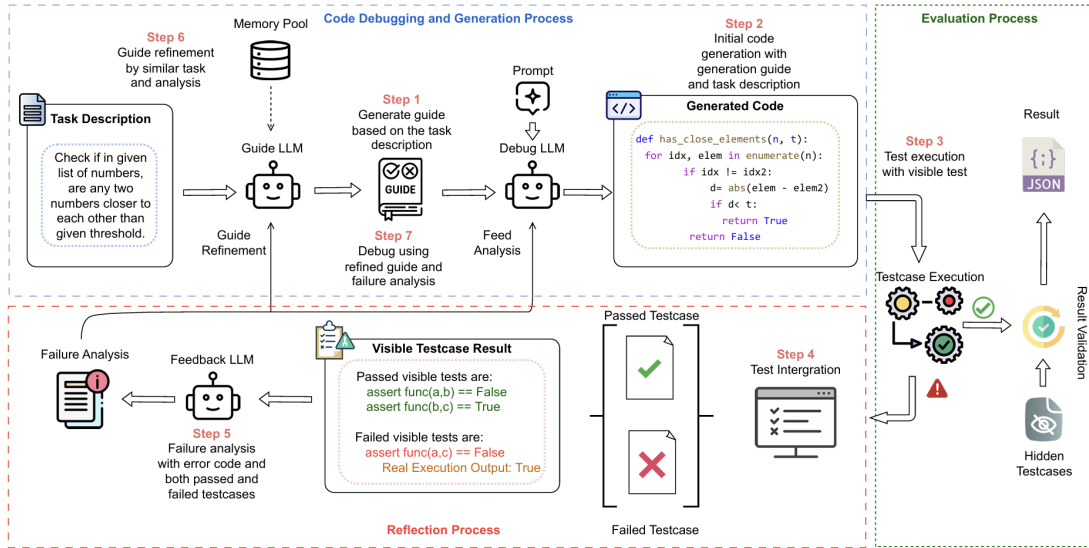 Code Debugging and Generation Process
Evaluation Process
Memory Pool
Step 6
Guide refinement
by similar task
and analysis
Step 2
Initial code
generation with
generation guide
and task description
Prompt
Step 1
Generate guide
based on the task
description
Task Description
Check if in given
list of numbers,
are any two
numbers closer to
each other than
given threshold.
Guide LLM
GUIDE
Debug LLM
Generated Code
def has_close_elements(n, t):
for idx, elem in enumerate(n):
if idx != idx2:
d= abs(elem - elem2)
if d< t:
return True
return False
Guide
Refinement
Step 7
Debug using
refined guide and
failure analysis
Feed
Analysis
Step 3
Test execution
with visible test
Result
{;}
JSON
Testcase Execution
Result Validation
Hidden
Testcases
Passed Testcase
Failed Testcase
Step 4
Test Intergration
Visible Testcase Result
Passed visible tests are:
assert func(a,b) == False
assert func(b,c) == True
Failed visible tests are:
assert func(a,c) == False
Real Execution Output: True
Feedback LLM
Step 5
Failure analysis
with error code and
both passed and
failed testcases
Failure Analysis
Reflection Process